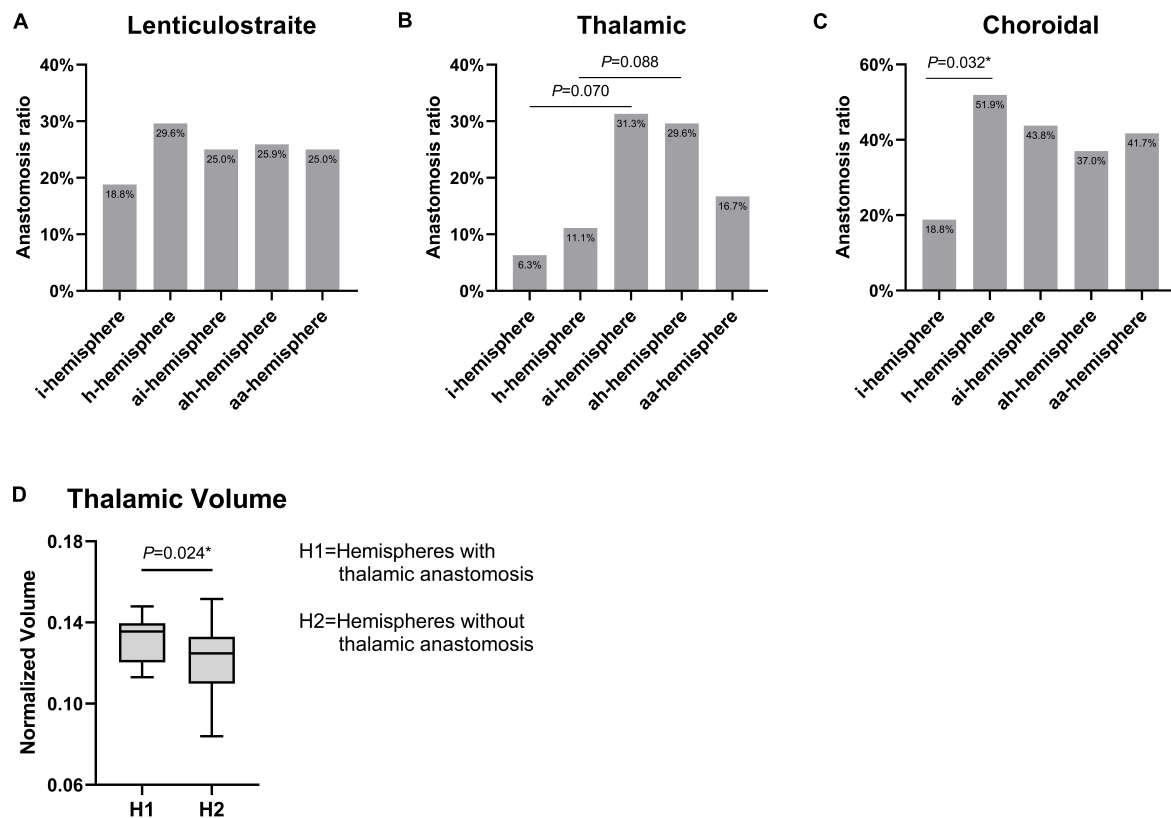 A
Lenticulostraite
40%
30%
20%
10%
0%
Anastomosis ratio
18.8%
29.6%
25.0%
25.9%
25.0%
i-hemisphere
h-hemisphere
ai-hemisphere
ah-hemisphere
aa-hemisphere
B
Thalamic
40%
30%
20%
10%
0%
Anastomosis ratio
P=0.088
P=0.070
6.3%
11.1%
31.3%
29.6%
16.7%
i-hemisphere
h-hemisphere
ai-hemisphere
ah-hemisphere
aa-hemisphere
C
Choroidal
60%
40%
20%
0%
Anastomosis ratio
P=0.032*
18.8%
51.9%
43.8%
37.0%
41.7%
i-hemisphere
h-hemisphere
ai-hemisphere
ah-hemisphere
aa-hemisphere
D
Thalamic Volume
0.18
0.14
0.10
0.06
Normalized Volume
P=0.024*
H1
H2
H1=Hemispheres with
thalamic anastomosis
H2=Hemispheres without
thalamic anastomosis